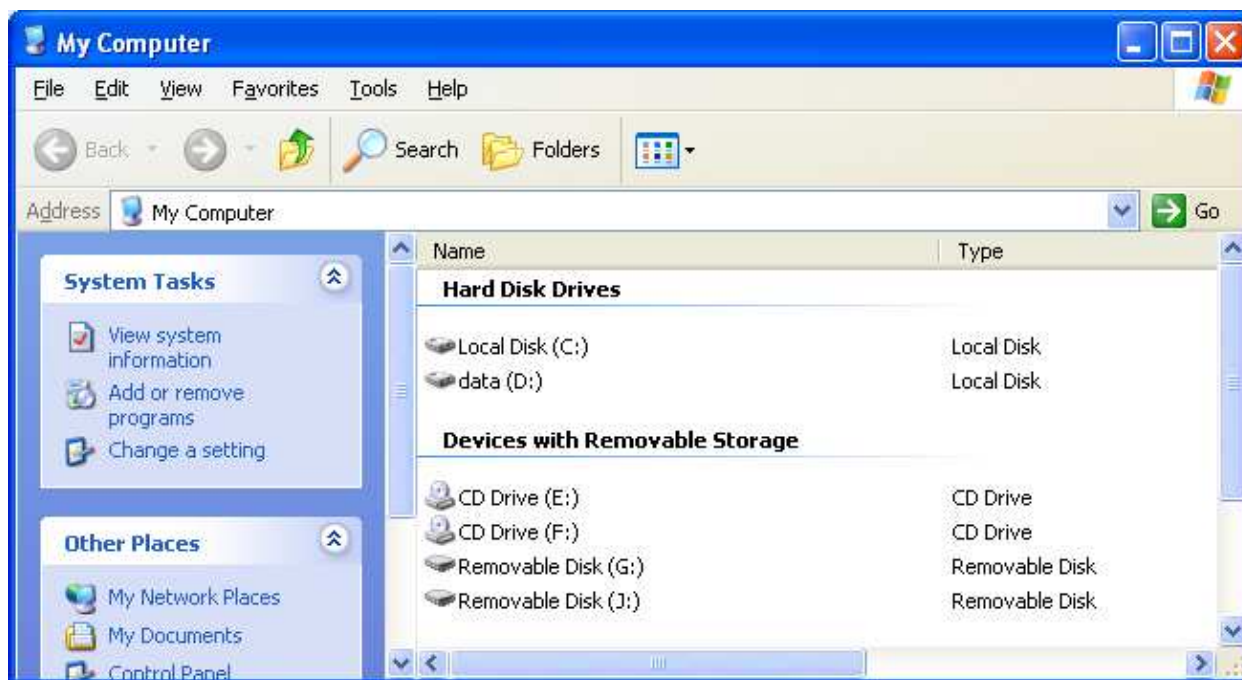 My Computer
File Edit View Favorites Tools Help
Back Search Folders
Address My Computer Go
System Tasks
View system
information
Add or remove
programs
Change a setting
Other Places
My Network Places
My Documents
Control Panel
Name Type
Hard Disk Drives
Local Disk (C:) Local Disk
data (D:) Local Disk
Devices with Removable Storage
CD Drive (E:) CD Drive
CD Drive (F:) CD Drive
Removable Disk (G:) Removable Disk
Removable Disk (J:) Removable Disk